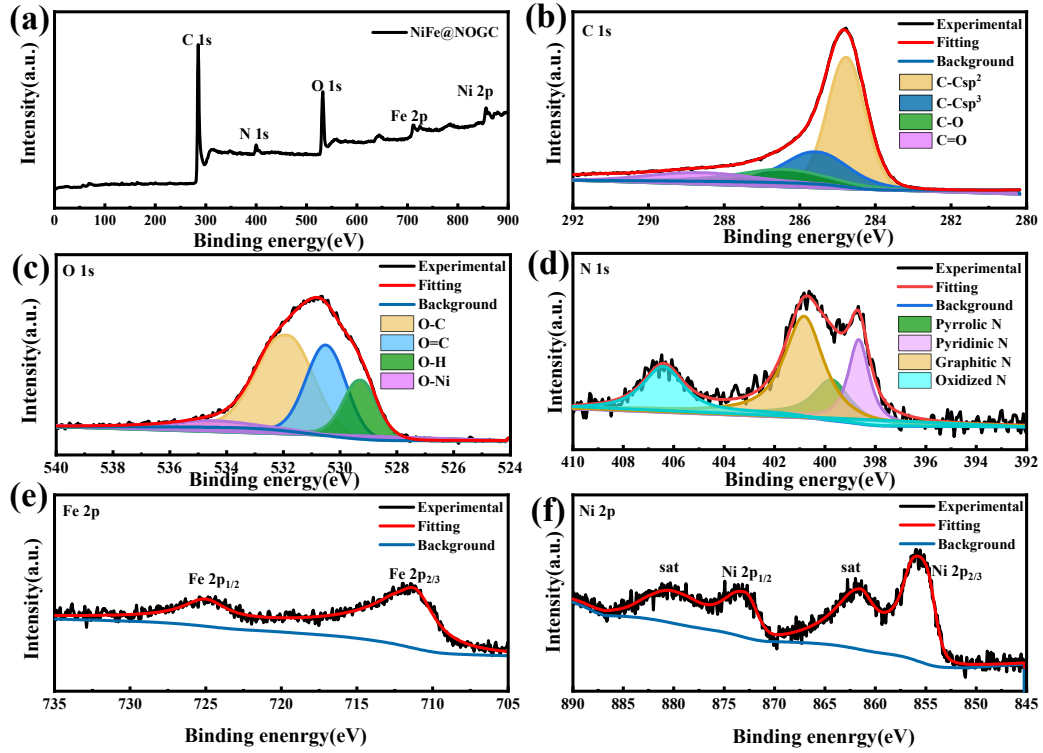 (a)
NiFe@NOGC
C 1s
N 1s
O 1s
Fe 2p
Ni 2p
Intensity(a.u.)
0 100 200 300 400 500 600 700 800 900
Binding energy(eV)
(b)
C 1s
Experimental
Fitting
Background
C-Csp²
C-Csp³
C-O
C=O
Intensity(a.u.)
292 290 288 286 284 282 280
Binding energy(eV)
(c)
O 1s
Experimental
Fitting
Background
O-C
O=C
O-H
O-Ni
Intensity(a.u.)
540 538 536 534 532 530 528 526 524
Binding energy(eV)
(d)
N 1s
Experimental
Fitting
Background
Pyrrolic N
Pyridinic N
Graphitic N
Oxidized N
Intensity(a.u.)
410 408 406 404 402 400 398 396 394 392
Binding energy(eV)
(e)
Fe 2p
Experimental
Fitting
Background
Fe 2p₁/₂
Fe 2p₂/₃
Intensity(a.u.)
735 730 725 720 715 710 705
Binding enenrgy(eV)
(f)
Ni 2p
Experimental
Fitting
Background
sat
Ni 2p₁/₂
sat
Ni 2p₂/₃
Intensity(a.u.)
890 885 880 875 870 865 860 855 850 845
Binding enenrgy(eV)